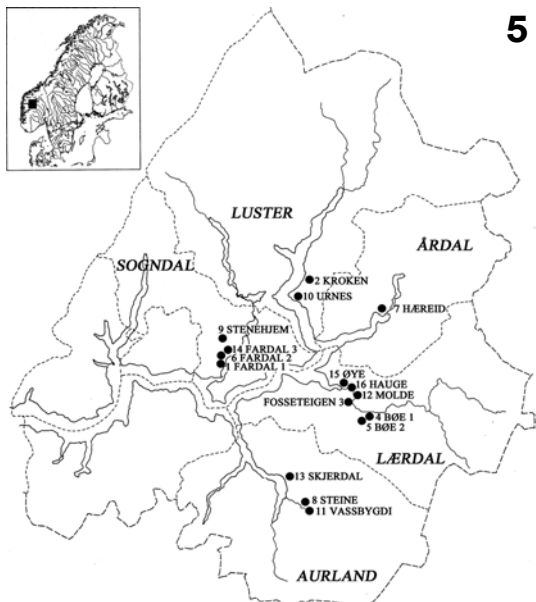 5
LUSTER
ÅRDAL
SOGNDAL
2 KROKEN
10 URNES
7 HÆREID
9 STENEHJEM
14 FARDAL 3
6 FARDAL 2
1 FARDAL 1
15 ØYE
16 HAUGE
12 MOLDE
FOSSETEIGEN 3
4 BØE 1
5 BØE 2
LÆRDAL
13 SKJERDAL
8 STEINE
11 VASSBYGDI
AURLAND